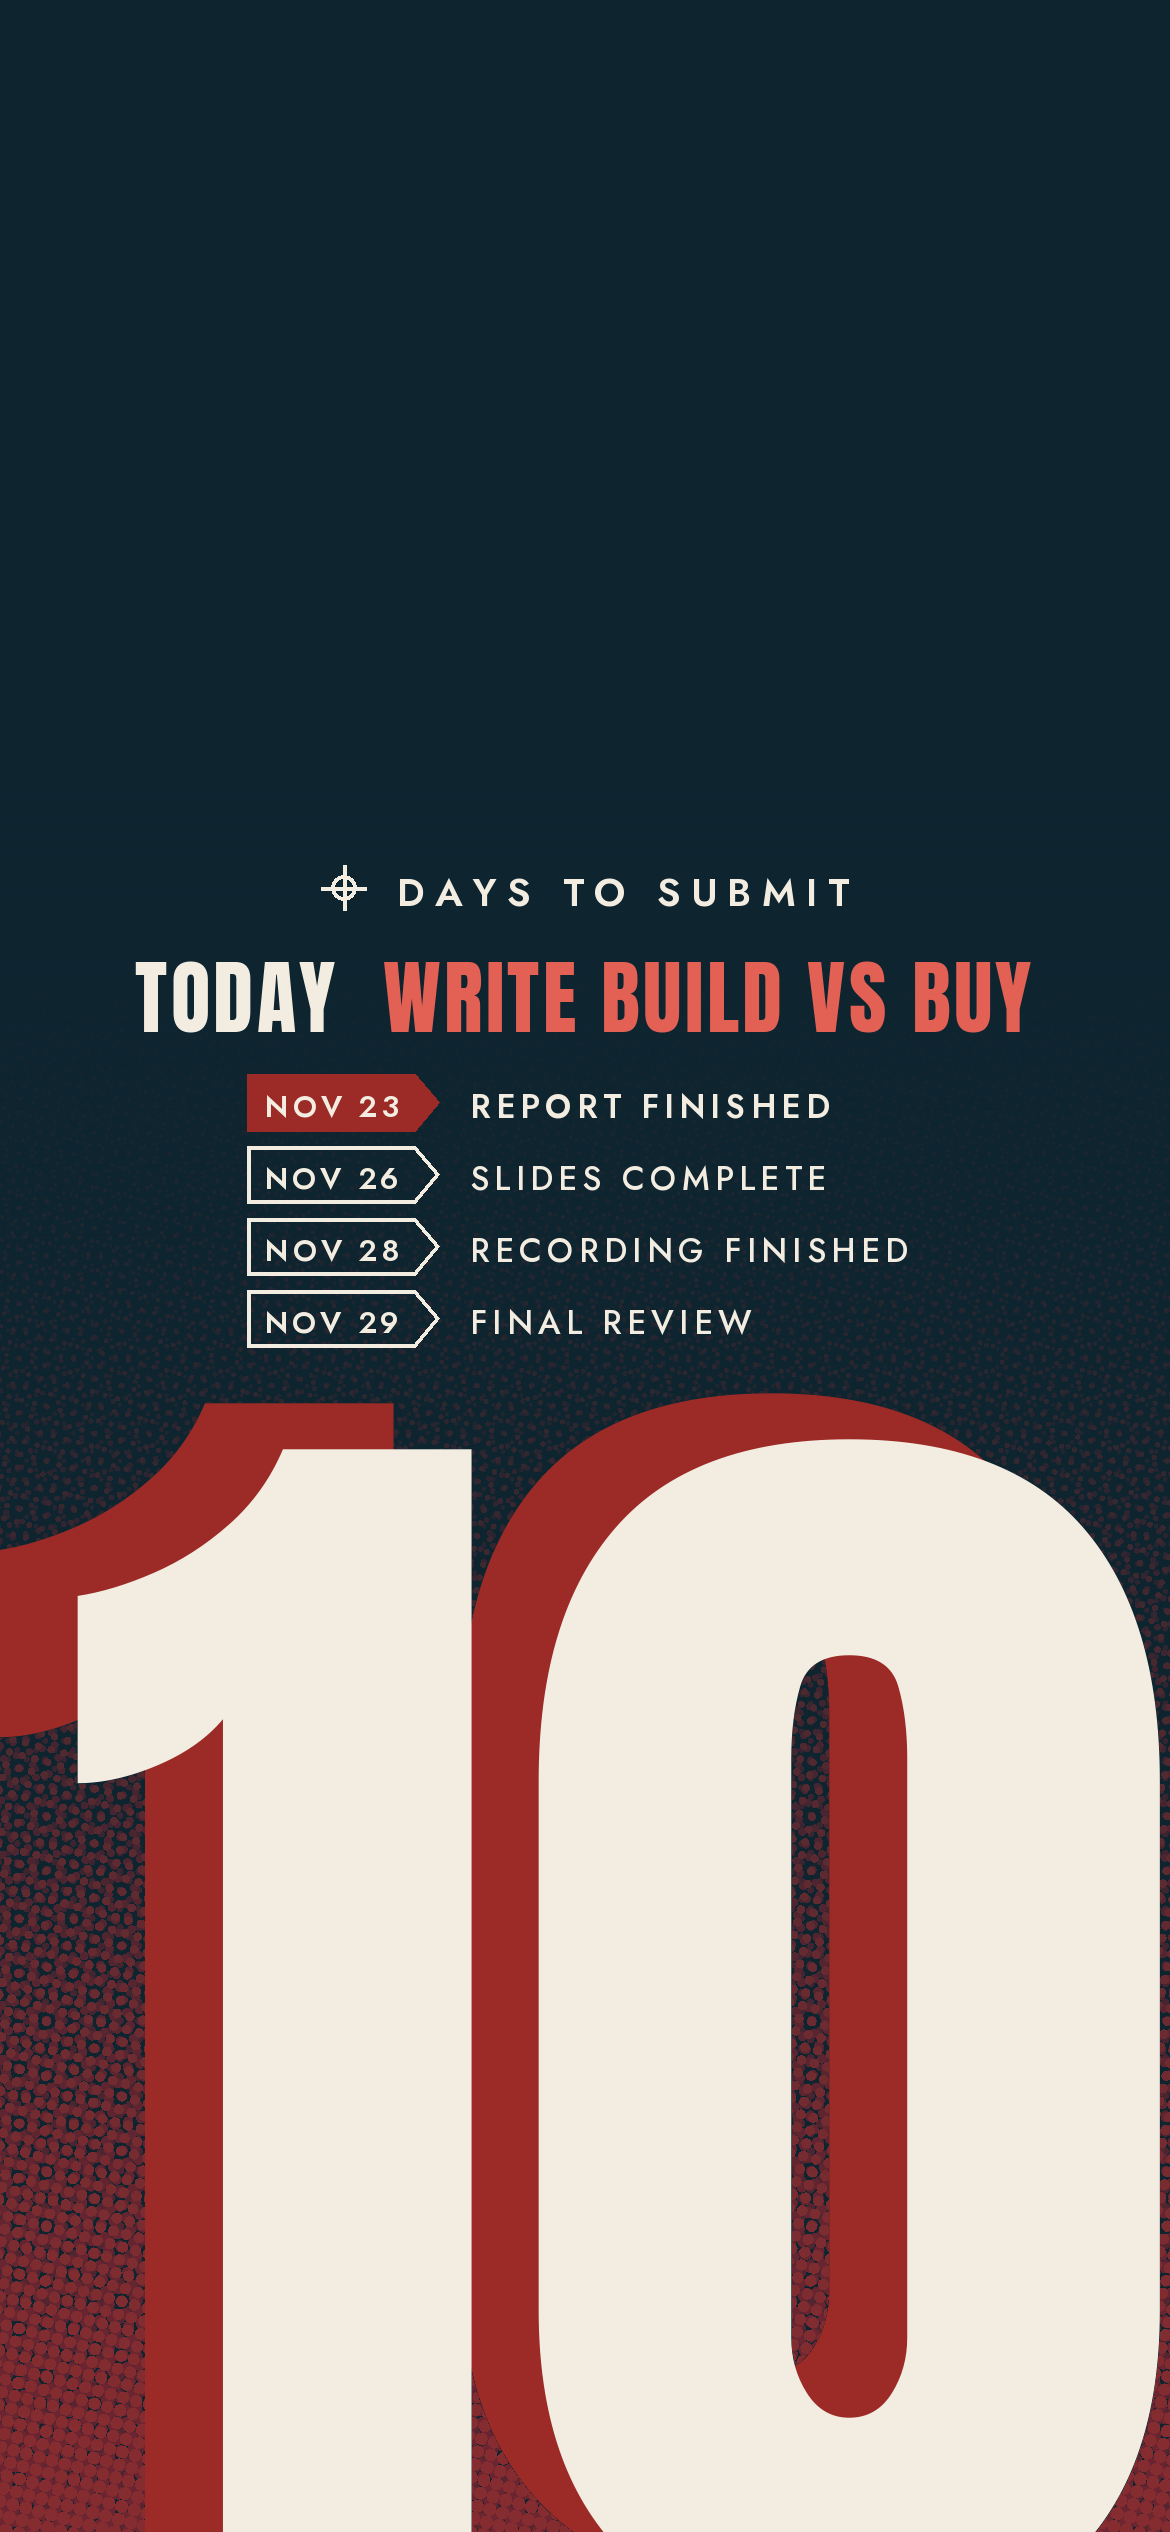 DAYS TO SUBMIT
TODAY WRITE BUILD VS BUY
NOV 23 REPORT FINISHED
NOV 26 SLIDES COMPLETE
NOV 28 RECORDING FINISHED
NOV 29 FINAL REVIEW
10